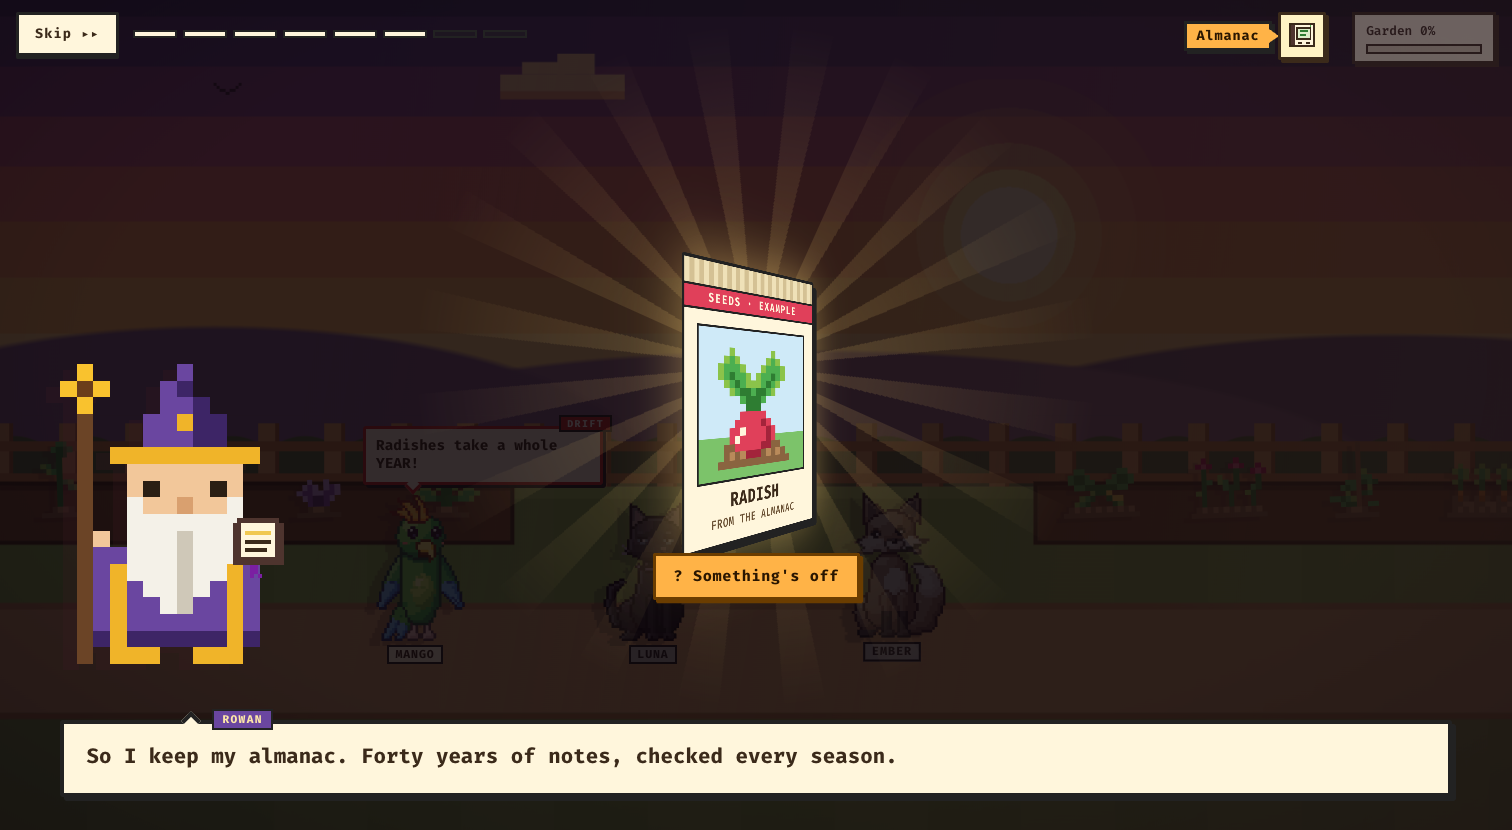 Skip ▸▸
Almanac
Garden 0%
SEEDS · EXAMPLE
RADISH
FROM THE ALMANAC
DRIFT
Radishes take a whole
YEAR!
? Something's off
MANGO
LUNA
EMBER
ROWAN
So I keep my almanac. Forty years of notes, checked every season.